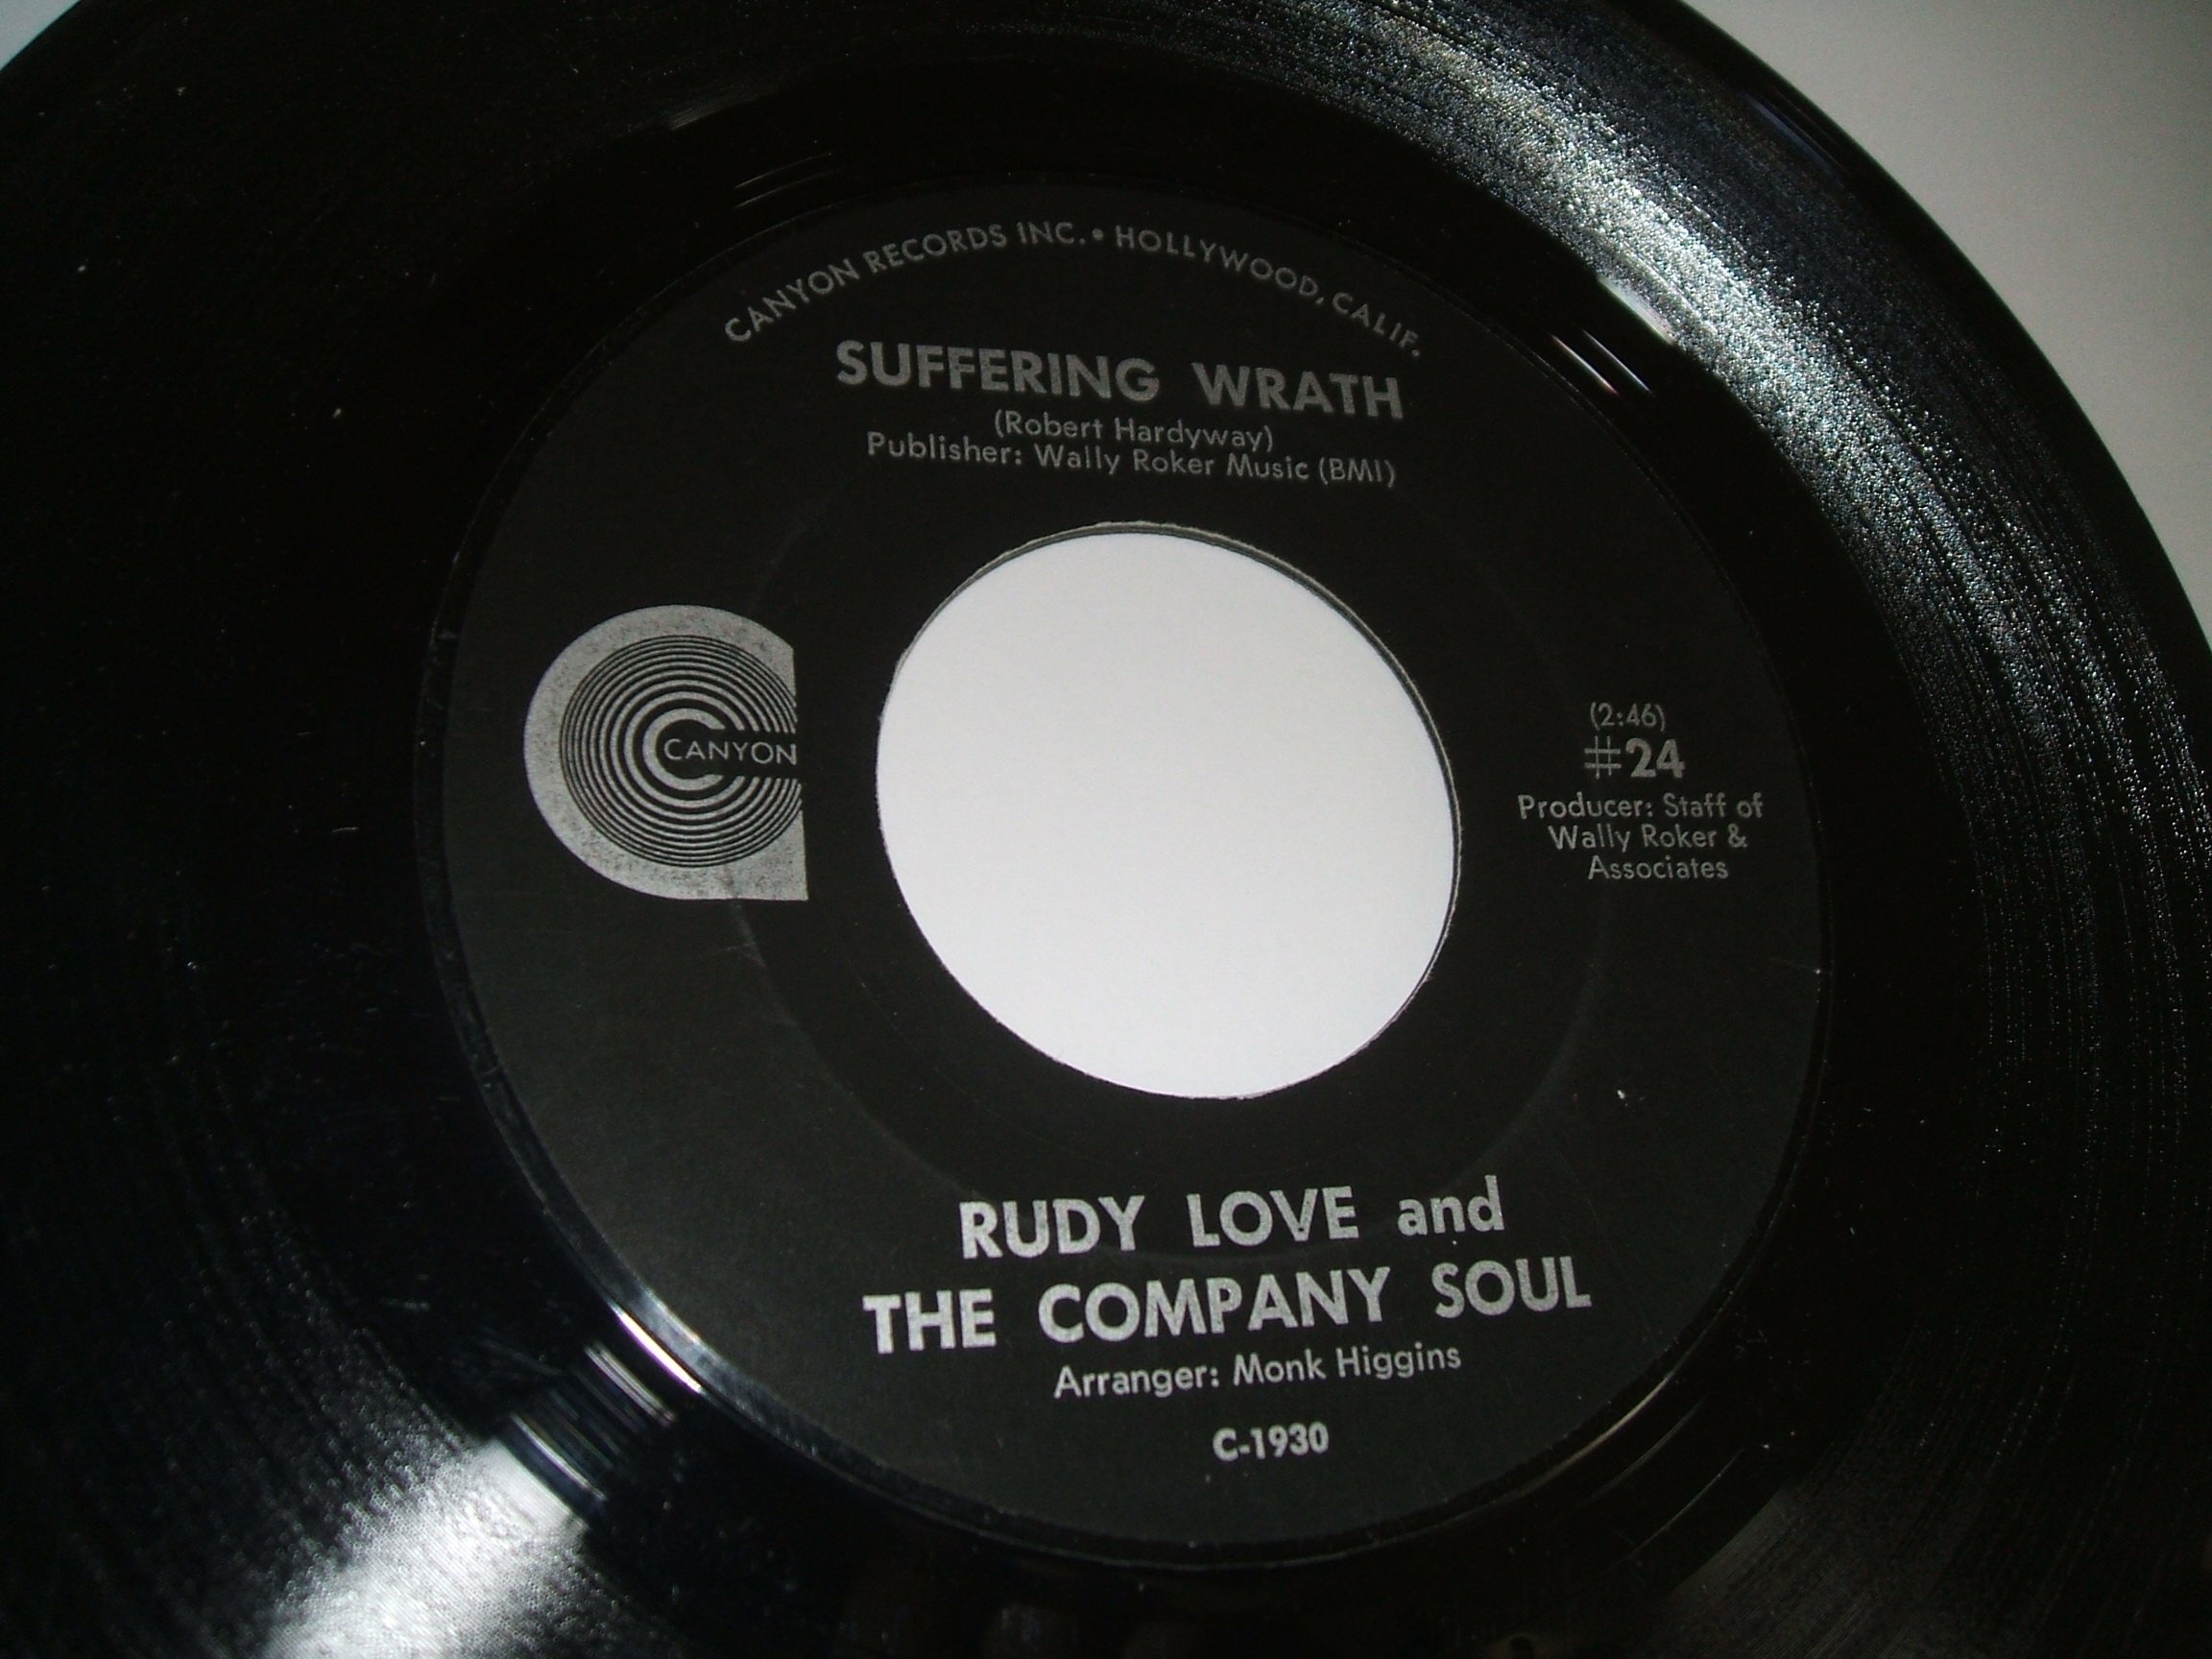 CANYON RECORDS INC. • HOLLYWOOD, CALIF.
SUFFERING WRATH
(Robert Hardyway)
Publisher: Wally Roker Music (BMI)
CANYON
(2:46)
#24
Producer: Staff of
Wally Roker &
Associates
RUDY LOVE and
THE COMPANY SOUL
Arranger: Monk Higgins
C-1930